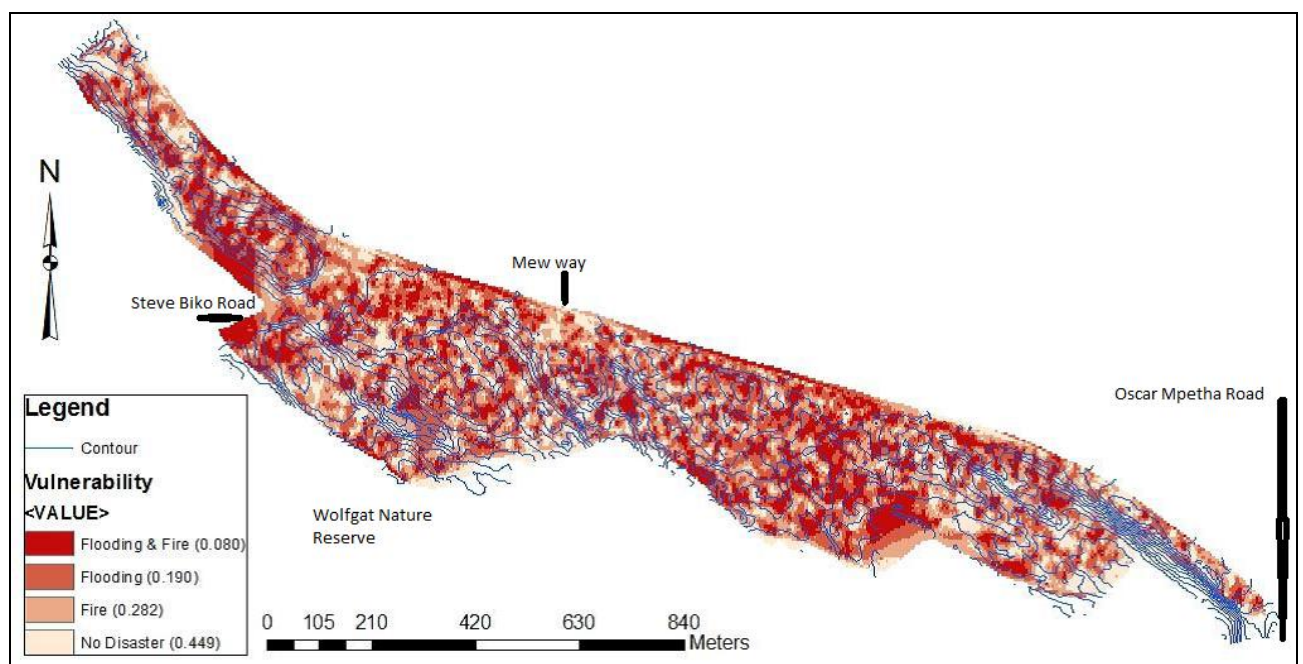 N
Mew way
Steve Biko Road
Oscar Mpetha Road
Wolfgat Nature
Reserve
Legend
Contour
Vulnerability
<VALUE>
Flooding & Fire (0.080)
Flooding (0.190)
Fire (0.282)
No Disaster (0.449)
0 105 210 420 630 840
Meters